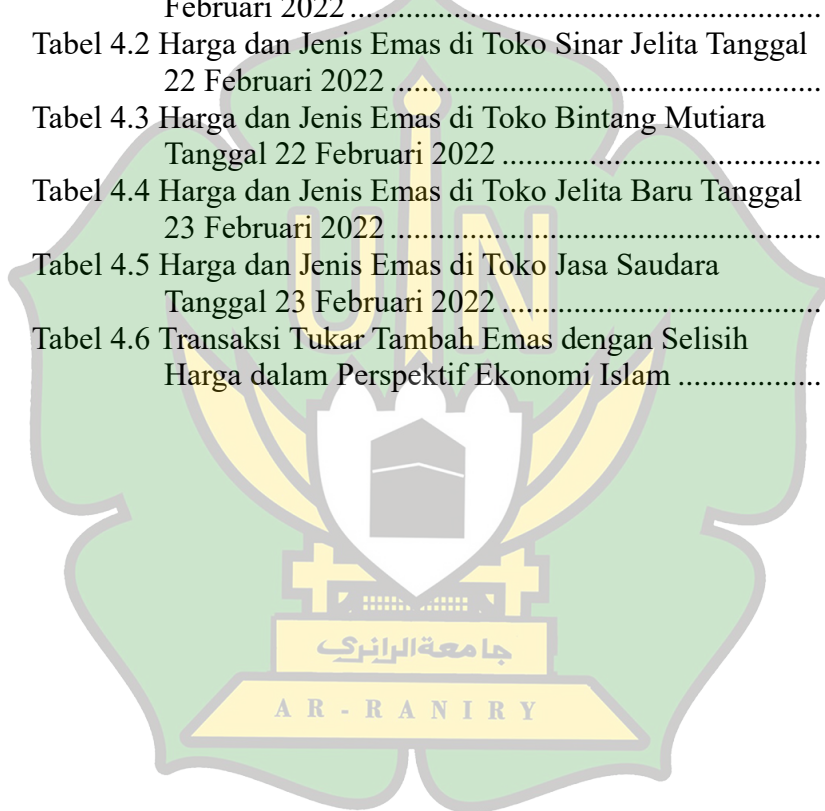 Februari 2022 ............................................................
Tabel 4.2 Harga dan Jenis Emas di Toko Sinar Jelita Tanggal
22 Februari 2022 .......................................................
Tabel 4.3 Harga dan Jenis Emas di Toko Bintang Mutiara
Tanggal 22 Februari 2022 .........................................
Tabel 4.4 Harga dan Jenis Emas di Toko Jelita Baru Tanggal
23 Februari 2022 .......................................................
Tabel 4.5 Harga dan Jenis Emas di Toko Jasa Saudara
Tanggal 23 Februari 2022 .........................................
Tabel 4.6 Transaksi Tukar Tambah Emas dengan Selisih
Harga dalam Perspektif Ekonomi Islam ..................
UIN
جامعةالرانري
AR-RANIRY